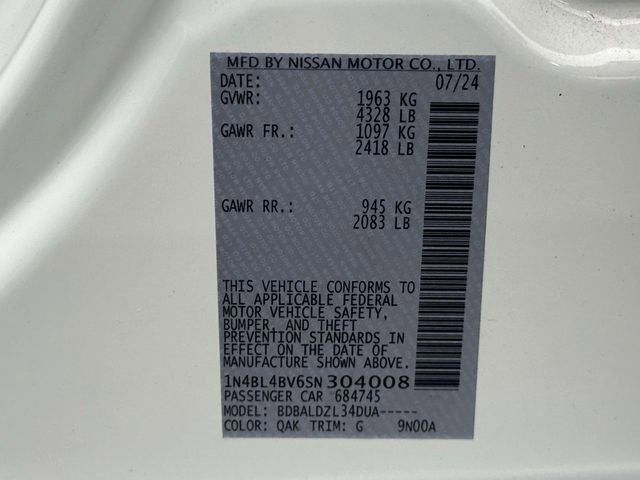 MFD BY NISSAN MOTOR CO., LTD.
DATE: 07/24
GVWR: 1963 KG
4328 LB
GAWR FR.: 1097 KG
2418 LB
GAWR RR.: 945 KG
2083 LB
THIS VEHICLE CONFORMS TO
ALL APPLICABLE FEDERAL
MOTOR VEHICLE SAFETY,
BUMPER, AND THEFT
PREVENTION STANDARDS IN
EFFECT ON THE DATE OF
MANUFACTURE SHOWN ABOVE.
1N4BL4BV6SN304008
PASSENGER CAR 684745
MODEL: BDBALDZL34DUA-----
COLOR: QAK TRIM: G 9N00A